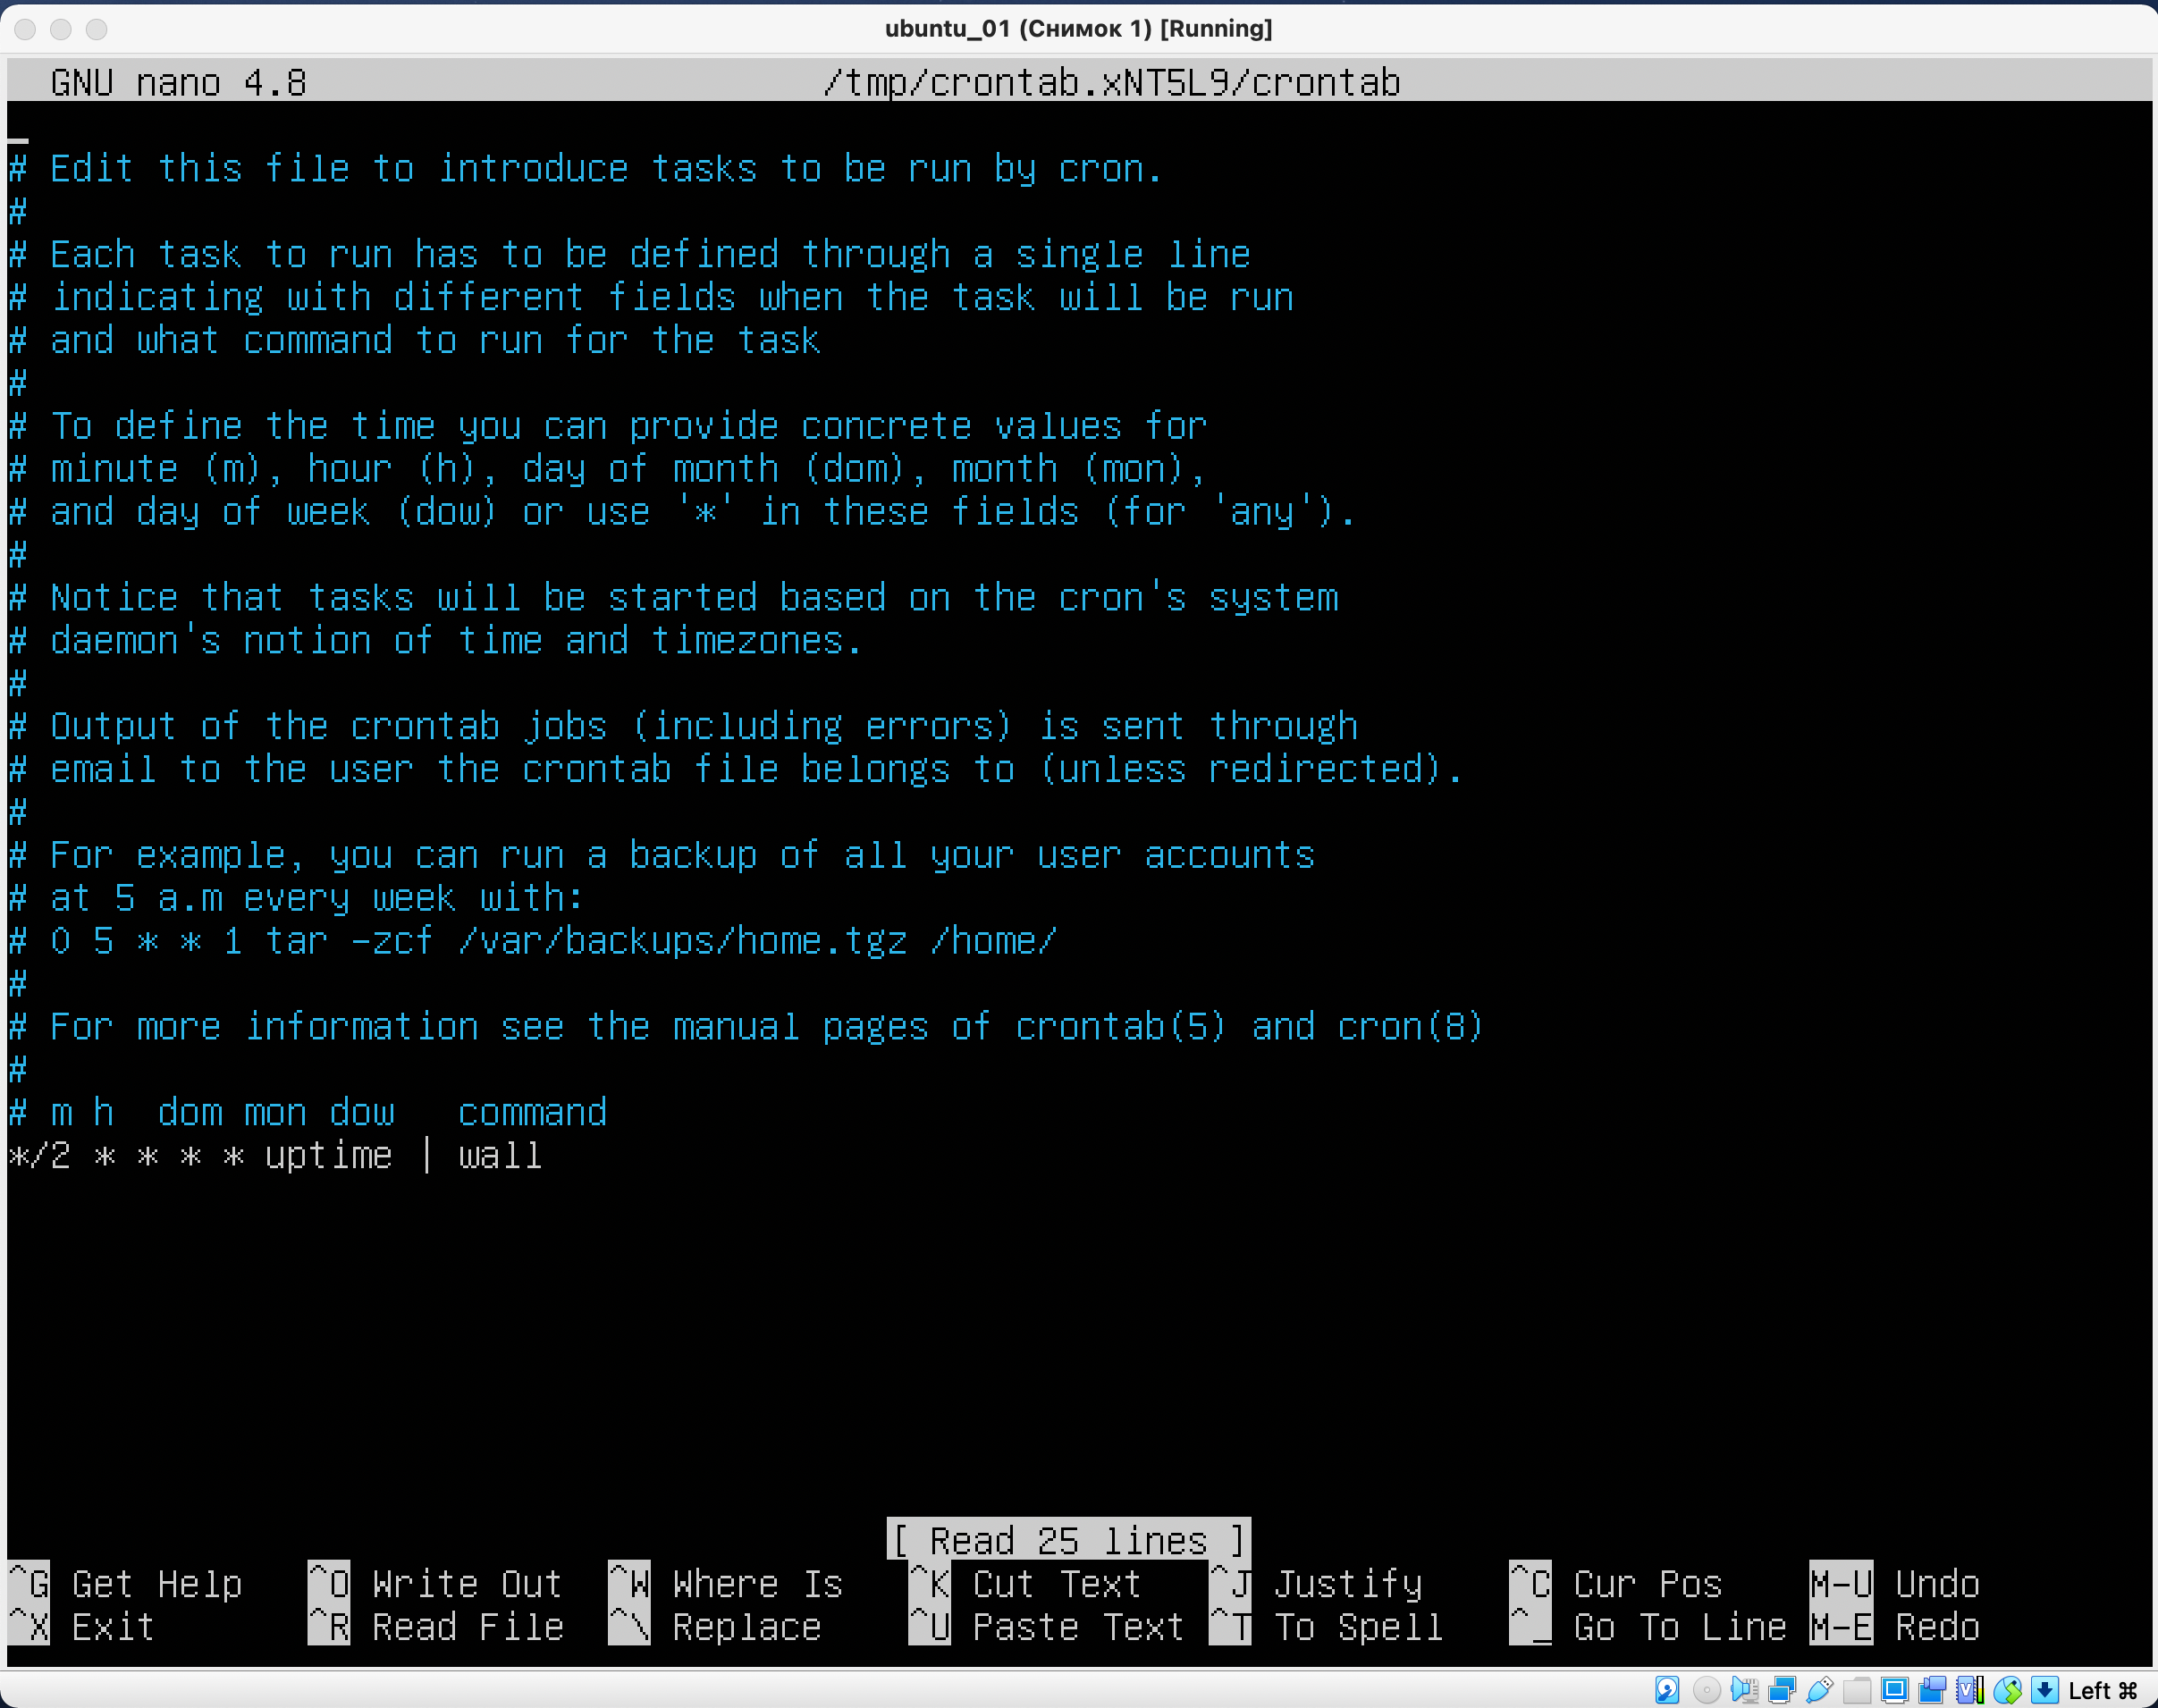 ubuntu_01 (Снимок 1) [Running]
GNU nano 4.8 /tmp/crontab.xNT5L9/crontab
# Edit this file to introduce tasks to be run by cron.
#
# Each task to run has to be defined through a single line
# indicating with different fields when the task will be run
# and what command to run for the task
#
# To define the time you can provide concrete values for
# minute (m), hour (h), day of month (dom), month (mon),
# and day of week (dow) or use '*' in these fields (for 'any').
#
# Notice that tasks will be started based on the cron's system
# daemon's notion of time and timezones.
#
# Output of the crontab jobs (including errors) is sent through
# email to the user the crontab file belongs to (unless redirected).
#
# For example, you can run a backup of all your user accounts
# at 5 a.m every week with:
# 0 5 * * 1 tar -zcf /var/backups/home.tgz /home/
#
# For more information see the manual pages of crontab(5) and cron(8)
#
# m h  dom mon dow   command
*/2 * * * * uptime | wall
[ Read 25 lines ]
^G Get Help ^O Write Out ^W Where Is ^K Cut Text ^J Justify ^C Cur Pos M-U Undo
^X Exit ^R Read File ^\ Replace ^U Paste Text ^T To Spell ^_ Go To Line M-E Redo
Left ⌘